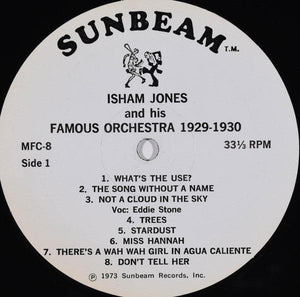 SUNBEAM T.M.
ISHAM JONES
and his
FAMOUS ORCHESTRA 1929-1930
MFC-8 33⅓ RPM
Side 1
1. WHAT'S THE USE?
2. THE SONG WITHOUT A NAME
3. NOT A CLOUD IN THE SKY
Voc: Eddie Stone
4. TREES
5. STARDUST
6. MISS HANNAH
7. THERE'S A WAH WAH GIRL IN AGUA CALIENTE
8. DON'T TELL HER
Ⓟ 1973 Sunbeam Records, Inc.